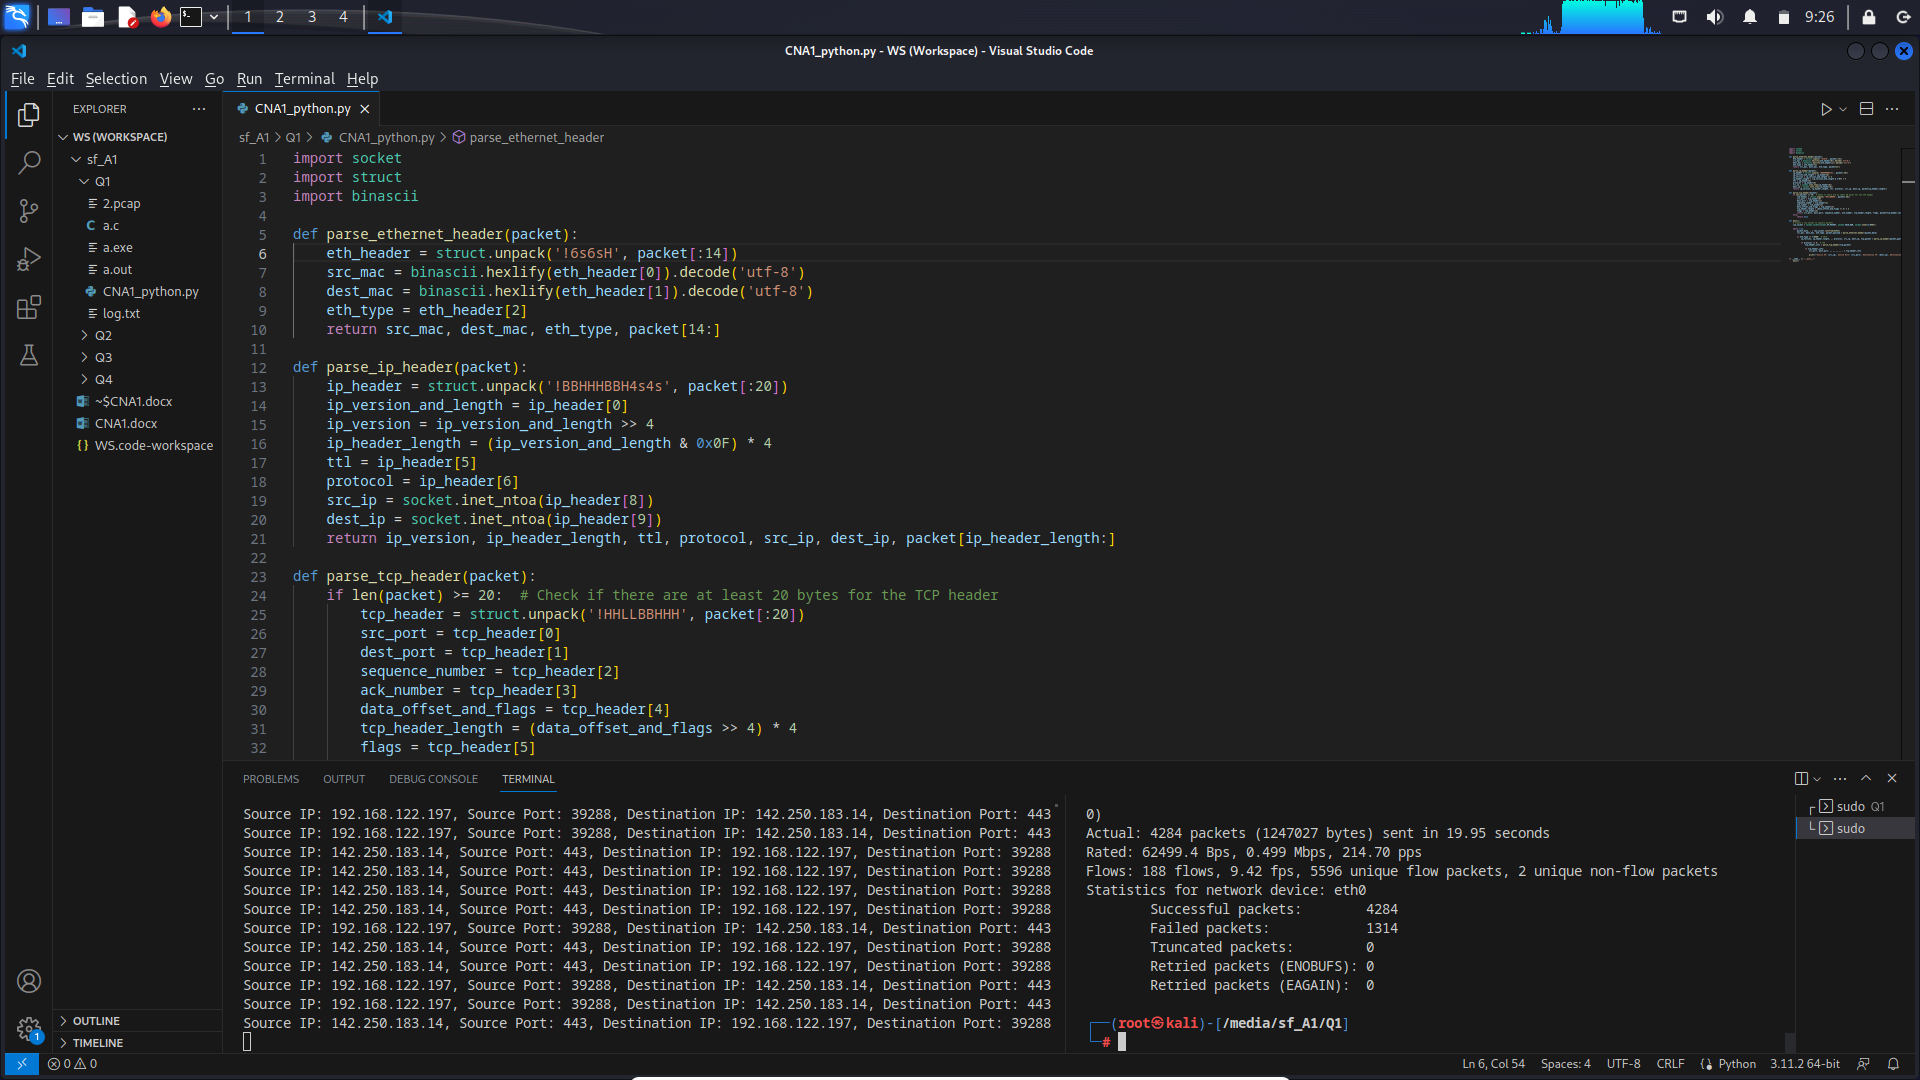 1 2 3 4 9:26
CNA1_python.py - WS (Workspace) - Visual Studio Code
File Edit Selection View Go Run Terminal Help
EXPLORER
WS (WORKSPACE)
sf_A1
Q1
2.pcap
C a.c
a.exe
a.out
CNA1_python.py
log.txt
Q2
Q3
Q4
~$CNA1.docx
CNA1.docx
{} WS.code-workspace
OUTLINE
TIMELINE
CNA1_python.py
sf_A1 > Q1 > CNA1_python.py > parse_ethernet_header
1 import socket
2 import struct
3 import binascii
4
5 def parse_ethernet_header(packet):
6 eth_header = struct.unpack('!6s6sH', packet[:14])
7 src_mac = binascii.hexlify(eth_header[0]).decode('utf-8')
8 dest_mac = binascii.hexlify(eth_header[1]).decode('utf-8')
9 eth_type = eth_header[2]
10 return src_mac, dest_mac, eth_type, packet[14:]
11
12 def parse_ip_header(packet):
13 ip_header = struct.unpack('!BBHHHBBH4s4s', packet[:20])
14 ip_version_and_length = ip_header[0]
15 ip_version = ip_version_and_length >> 4
16 ip_header_length = (ip_version_and_length & 0x0F) * 4
17 ttl = ip_header[5]
18 protocol = ip_header[6]
19 src_ip = socket.inet_ntoa(ip_header[8])
20 dest_ip = socket.inet_ntoa(ip_header[9])
21 return ip_version, ip_header_length, ttl, protocol, src_ip, dest_ip, packet[ip_header_length:]
22
23 def parse_tcp_header(packet):
24 if len(packet) >= 20: # Check if there are at least 20 bytes for the TCP header
25 tcp_header = struct.unpack('!HHLLBBHHH', packet[:20])
26 src_port = tcp_header[0]
27 dest_port = tcp_header[1]
28 sequence_number = tcp_header[2]
29 ack_number = tcp_header[3]
30 data_offset_and_flags = tcp_header[4]
31 tcp_header_length = (data_offset_and_flags >> 4) * 4
32 flags = tcp_header[5]
PROBLEMS OUTPUT DEBUG CONSOLE TERMINAL
Source IP: 192.168.122.197, Source Port: 39288, Destination IP: 142.250.183.14, Destination Port: 443
Source IP: 192.168.122.197, Source Port: 39288, Destination IP: 142.250.183.14, Destination Port: 443
Source IP: 142.250.183.14, Source Port: 443, Destination IP: 192.168.122.197, Destination Port: 39288
Source IP: 142.250.183.14, Source Port: 443, Destination IP: 192.168.122.197, Destination Port: 39288
Source IP: 142.250.183.14, Source Port: 443, Destination IP: 192.168.122.197, Destination Port: 39288
Source IP: 142.250.183.14, Source Port: 443, Destination IP: 192.168.122.197, Destination Port: 39288
Source IP: 192.168.122.197, Source Port: 39288, Destination IP: 142.250.183.14, Destination Port: 443
Source IP: 142.250.183.14, Source Port: 443, Destination IP: 192.168.122.197, Destination Port: 39288
Source IP: 142.250.183.14, Source Port: 443, Destination IP: 192.168.122.197, Destination Port: 39288
Source IP: 192.168.122.197, Source Port: 39288, Destination IP: 142.250.183.14, Destination Port: 443
Source IP: 192.168.122.197, Source Port: 39288, Destination IP: 142.250.183.14, Destination Port: 443
Source IP: 142.250.183.14, Source Port: 443, Destination IP: 192.168.122.197, Destination Port: 39288
0)
Actual: 4284 packets (1247027 bytes) sent in 19.95 seconds
Rated: 62499.4 Bps, 0.499 Mbps, 214.70 pps
Flows: 188 flows, 9.42 fps, 5596 unique flow packets, 2 unique non-flow packets
Statistics for network device: eth0
Successful packets: 4284
Failed packets: 1314
Truncated packets: 0
Retried packets (ENOBUFS): 0
Retried packets (EAGAIN): 0
(root㉿kali)-[/media/sf_A1/Q1]
#
sudo Q1
sudo
1
0 0 Ln 6, Col 54 Spaces: 4 UTF-8 CRLF Python 3.11.2 64-bit